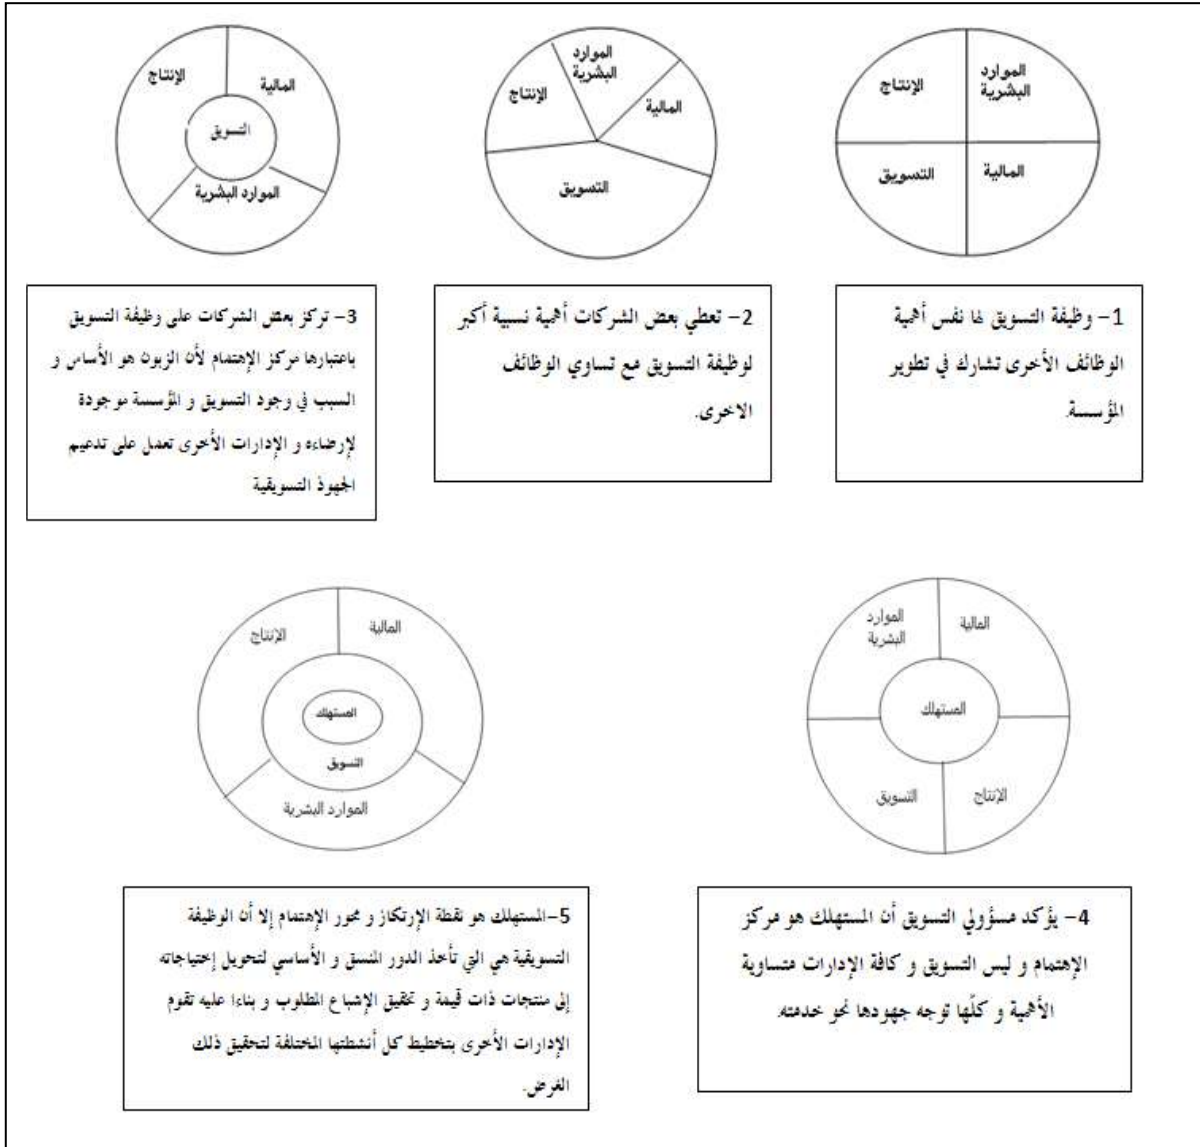 الموارد
البشرية
الإنتاج
المالية
التسويق
1- وظيفة التسويق لها نفس أهمية
الوظائف الأخرى تشارك في تطوير
المؤسسة.
الموارد
البشرية
الإنتاج
المالية
التسويق
2- تعطي بعض الشركات أهمية نسبية أكبر
لوظيفة التسويق مع تساوي الوظائف
الاخرى.
الإنتاج
المالية
التسويق
الموارد البشرية
3- تركز بعض الشركات على وظيفة التسويق
باعتبارها مركز الإهتمام لأن الزبون هو الأساس و
السبب في وجود التسويق و المؤسسة موجودة
لإرضاءه و الإدارات الأخرى تعمل على تدعيم
الجهوذ التسويقية
المالية
الموارد
البشرية
المستهلك
الإنتاج
التسويق
4- يؤكد مسؤولي التسويق أن المستهلك هو مركز
الإهتمام و ليس التسويق و كافة الإدارات متساوية
الأهمية و كلّها توجه جهودها نحو خدمته.
المالية
الإنتاج
المستهلك
التسويق
الموارد البشرية
5-المستهلك هو نقطة الإرتكاز و محور الإهتمام إلا أن الوظيفة
التسويقية هي التي تأخذ الدور المنسق و الأساسي لتحويل إحتياجاته
إلى منتجات ذات قيمة و تحقيق الإشباع المطلوب و بناءا عليه تقوم
الإدارات الأخرى بتخطيط كل أنشطتها المختلفة لتحقيق ذلك
الغرض.